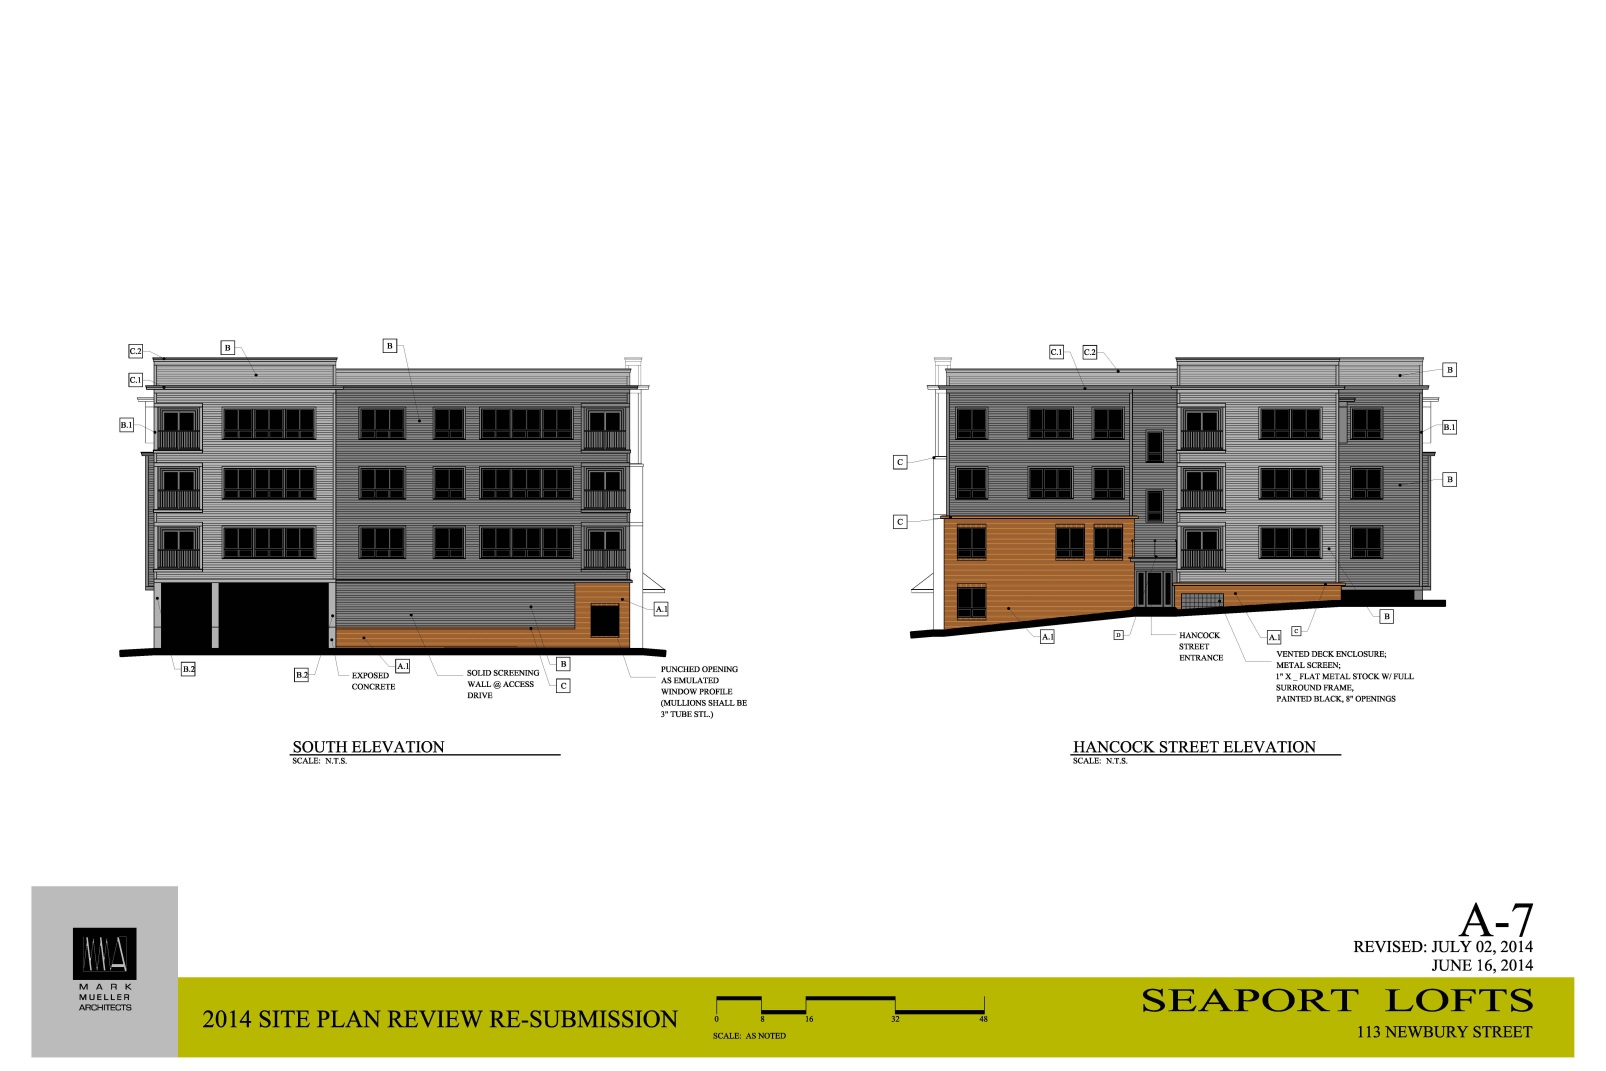 C.2
B
B
C.1
B.1
A.1
B.2
B.2
A.1
B
C
EXPOSED
CONCRETE
SOLID SCREENING
WALL @ ACCESS
DRIVE
PUNCHED OPENING
AS EMULATED
WINDOW PROFILE
(MULLIONS SHALL BE
3" TUBE STL.)
SOUTH ELEVATION
SCALE: N.T.S.
C.1
C.2
B
B.1
C
B
C
B
A.1
D
A.1
C
HANCOCK
STREET
ENTRANCE
VENTED DECK ENCLOSURE;
METAL SCREEN;
1" X _ FLAT METAL STOCK W/ FULL
SURROUND FRAME,
PAINTED BLACK, 8" OPENINGS
HANCOCK STREET ELEVATION
SCALE: N.T.S.
A-7
REVISED: JULY 02, 2014
JUNE 16, 2014
MMA
MARK
MUELLER
ARCHITECTS
2014 SITE PLAN REVIEW RE-SUBMISSION
0 8 16 32 48
SCALE: AS NOTED
SEAPORT LOFTS
113 NEWBURY STREET